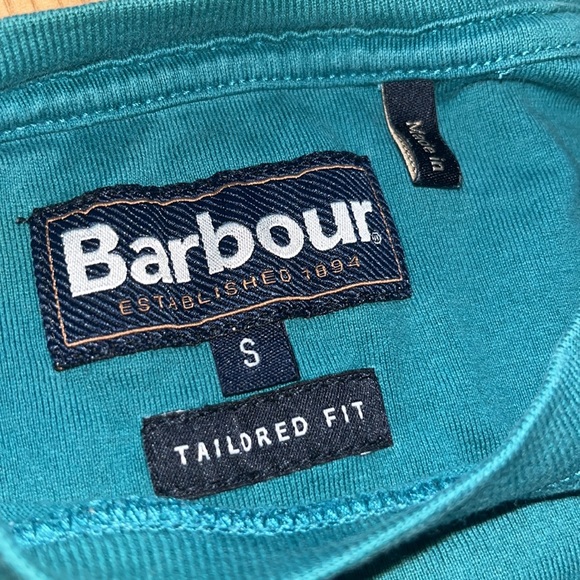 Made in
Barbour®
ESTABLISHED 1894
S
TAILORED FIT